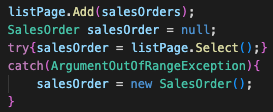 listPage.Add(salesOrders);
SalesOrder salesOrder = null;
try{salesOrder = listPage.Select();}
catch(ArgumentOutOfRangeException){
    salesOrder = new SalesOrder();
}